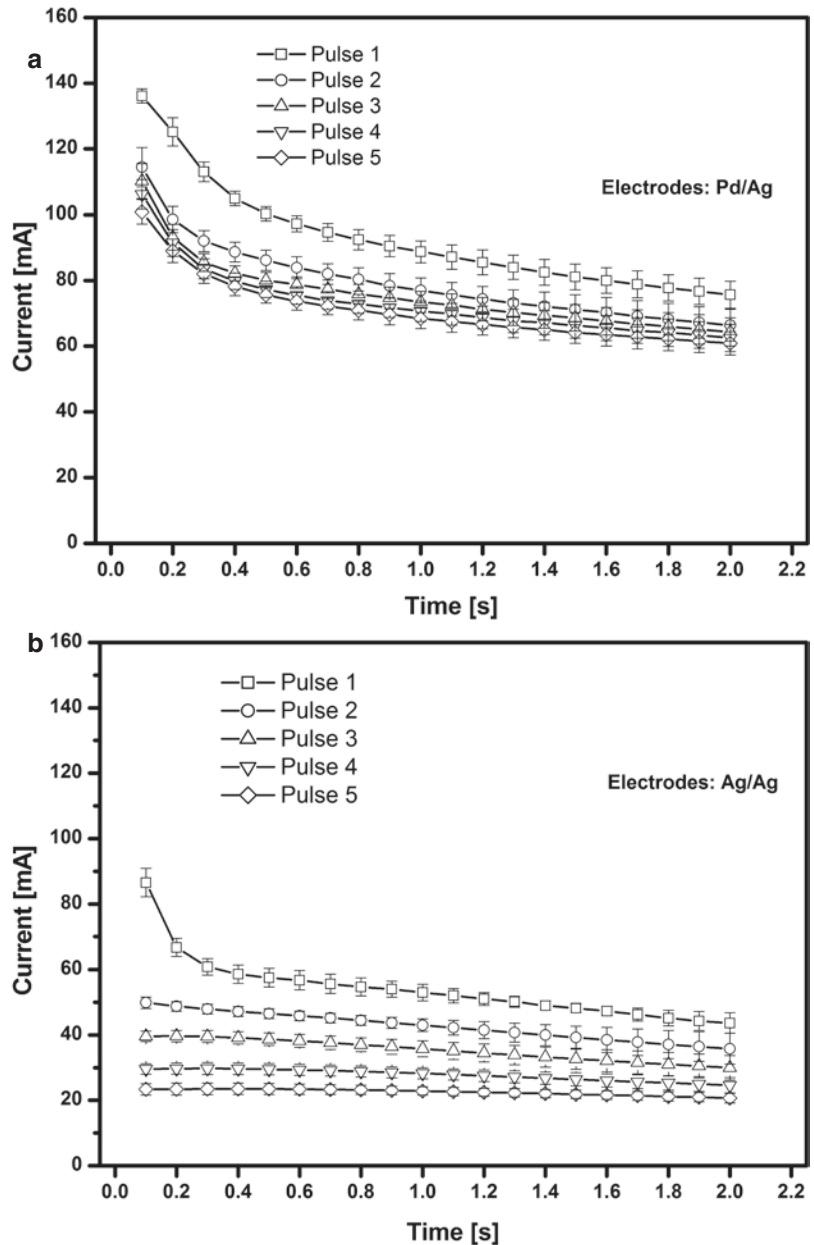 a
160
140
120
100
80
60
40
20
0
Current [mA]
Pulse 1
Pulse 2
Pulse 3
Pulse 4
Pulse 5
Electrodes: Pd/Ag
0.0 0.2 0.4 0.6 0.8 1.0 1.2 1.4 1.6 1.8 2.0 2.2
Time [s]
b
160
140
120
100
80
60
40
20
0
Current [mA]
Pulse 1
Pulse 2
Pulse 3
Pulse 4
Pulse 5
Electrodes: Ag/Ag
0.0 0.2 0.4 0.6 0.8 1.0 1.2 1.4 1.6 1.8 2.0 2.2
Time [s]